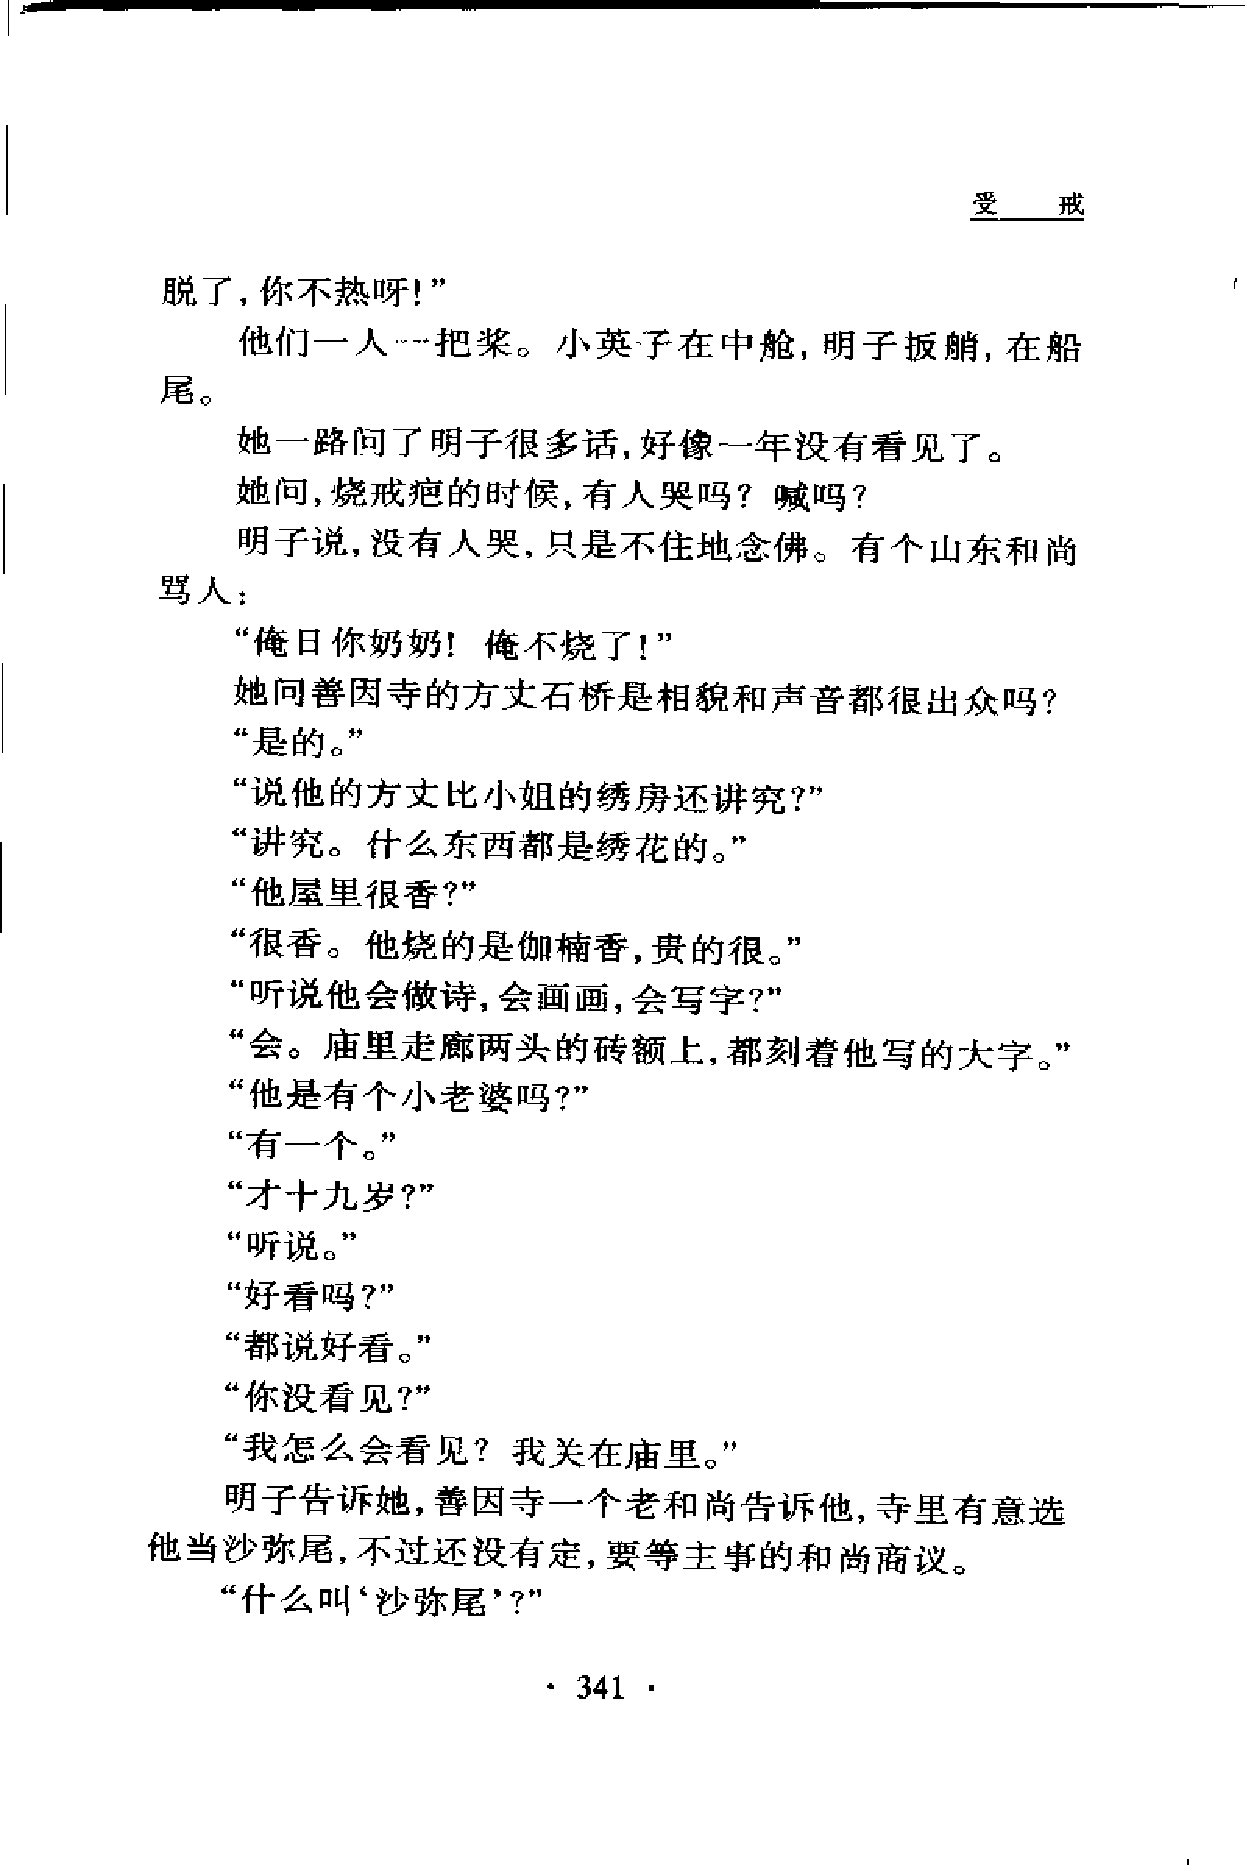 受 戒
脱了,你不热呀!”
他们一人一把桨。小英子在中舱,明子扳艄,在船
尾。
她一路问了明子很多话,好像一年没有看见了。
她问,烧戒疤的时候,有人哭吗?喊吗?
明子说,没有人哭,只是不住地念佛。有个山东和尚
骂人:
“俺日你奶奶!俺不烧了!”
她问善因寺的方丈石桥是相貌和声音都很出众吗?
“是的。”
“说他的方丈比小姐的绣房还讲究?”
“讲究。什么东西都是绣花的。”
“他屋里很香?”
“很香。他烧的是伽楠香,贵的很。”
“听说他会做诗,会画画,会写字?”
“会。庙里走廊两头的砖额上,都刻着他写的大字。”
“他是有个小老婆吗?”
“有一个。”
“才十九岁?”
“听说。”
“好看吗?”
“都说好看。”
“你没看见?”
“我怎么会看见?我关在庙里。”
明子告诉她,善因寺一个老和尚告诉他,寺里有意选
他当沙弥尾,不过还没有定,要等主事的和尚商议。
“什么叫‘沙弥尾’?”
· 341 ·